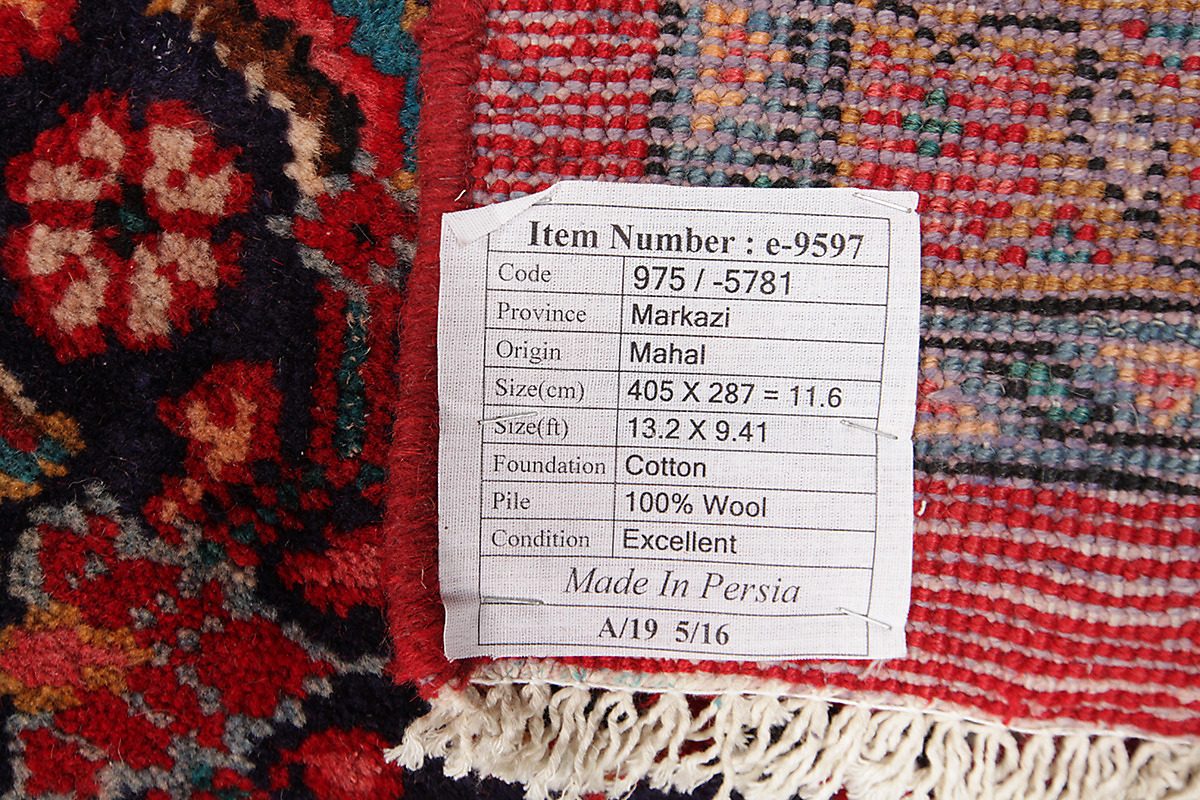 Item Number : e-9597
Code 975 / -5781
Province Markazi
Origin Mahal
Size(cm) 405 X 287 = 11.6
Size(ft) 13.2 X 9.41
Foundation Cotton
Pile 100% Wool
Condition Excellent
Made In Persia
A/19 5/16